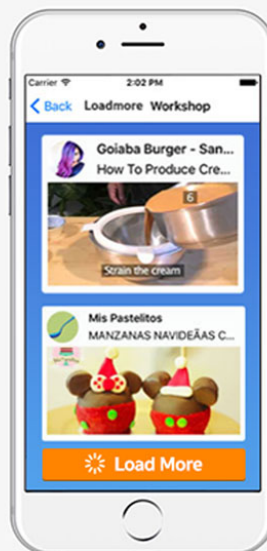 Carrier 2:02 PM
Back Loadmore Workshop
Goiaba Burger - San...
How To Produce Cre...
6
Strain the cream
Mis Pastelitos
MANZANAS NAVIDEÃAS C...
Load More